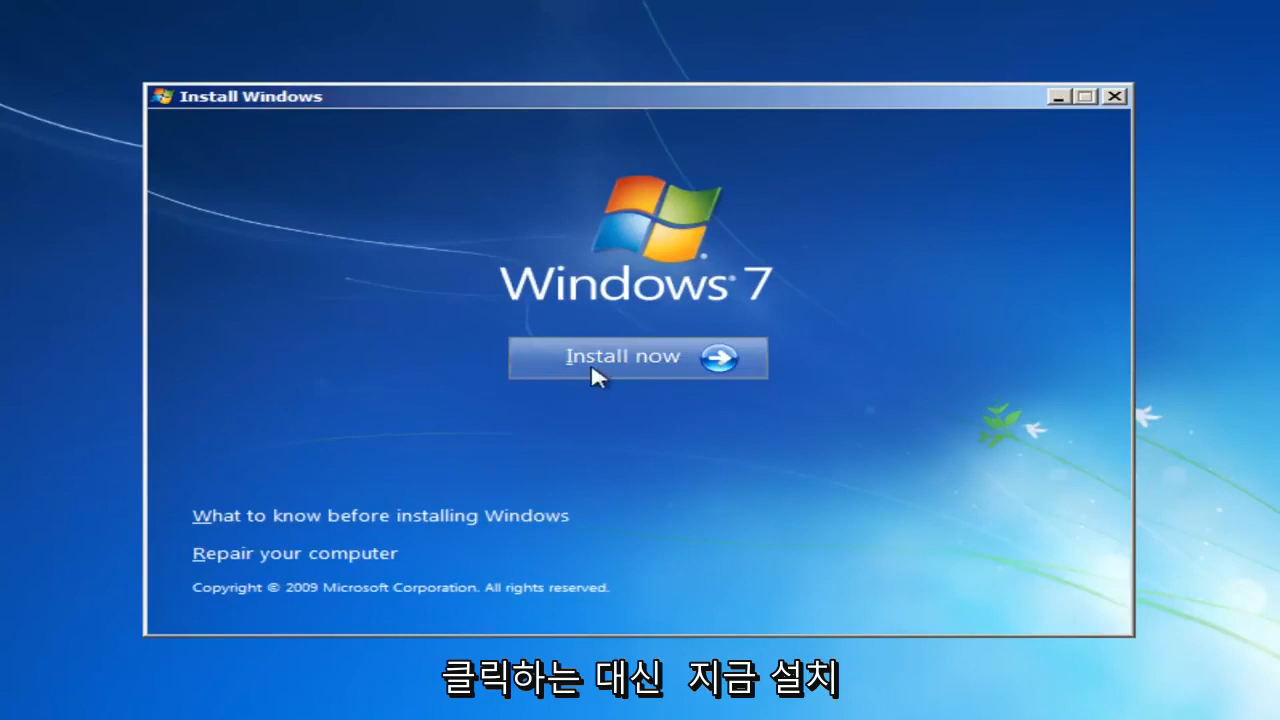 Install Windows
Windows® 7
Install now
What to know before installing Windows
Repair your computer
Copyright © 2009 Microsoft Corporation. All rights reserved.
클릭하는 대신 지금 설치